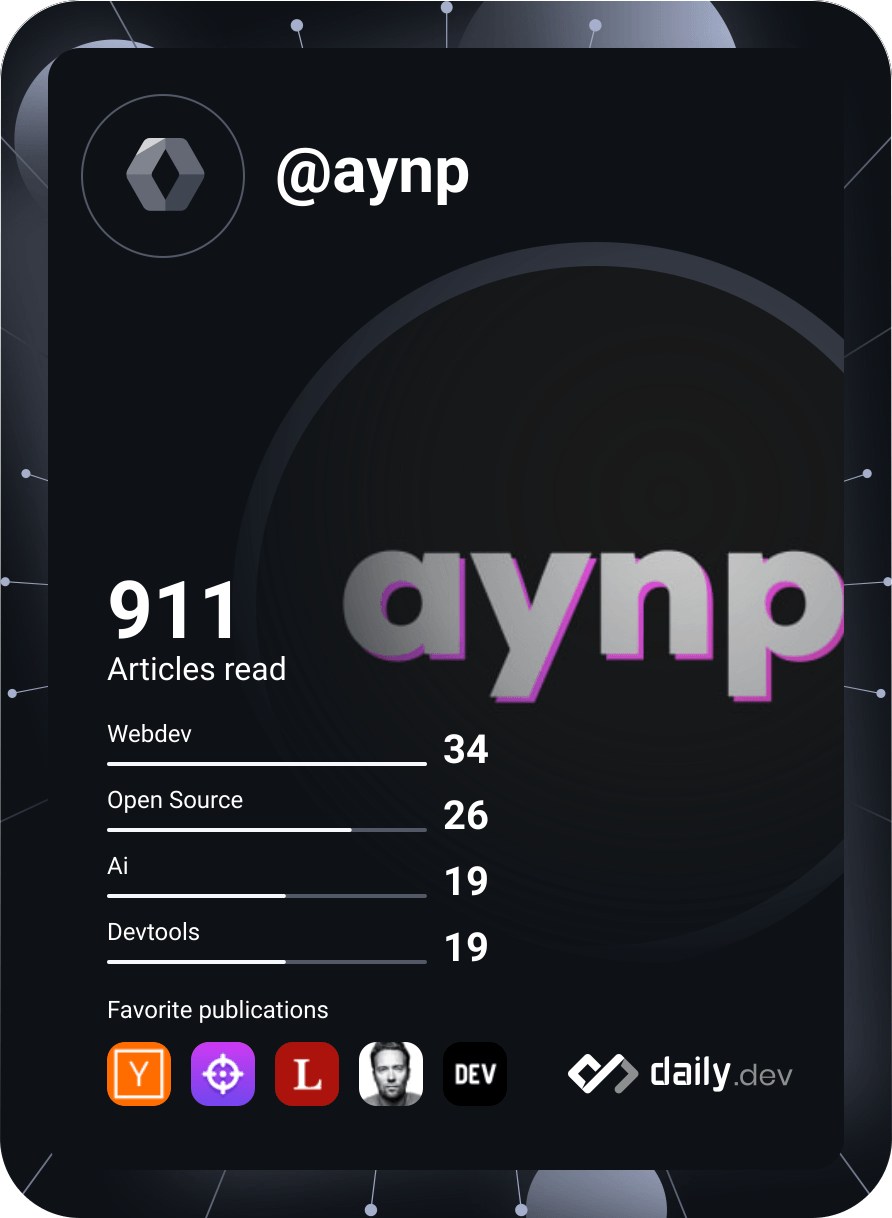 @aynp
aynp
911
Articles read
Webdev
34
Open Source
26
Ai
19
Devtools
19
Favorite publications
Y
L
DEV
daily.dev